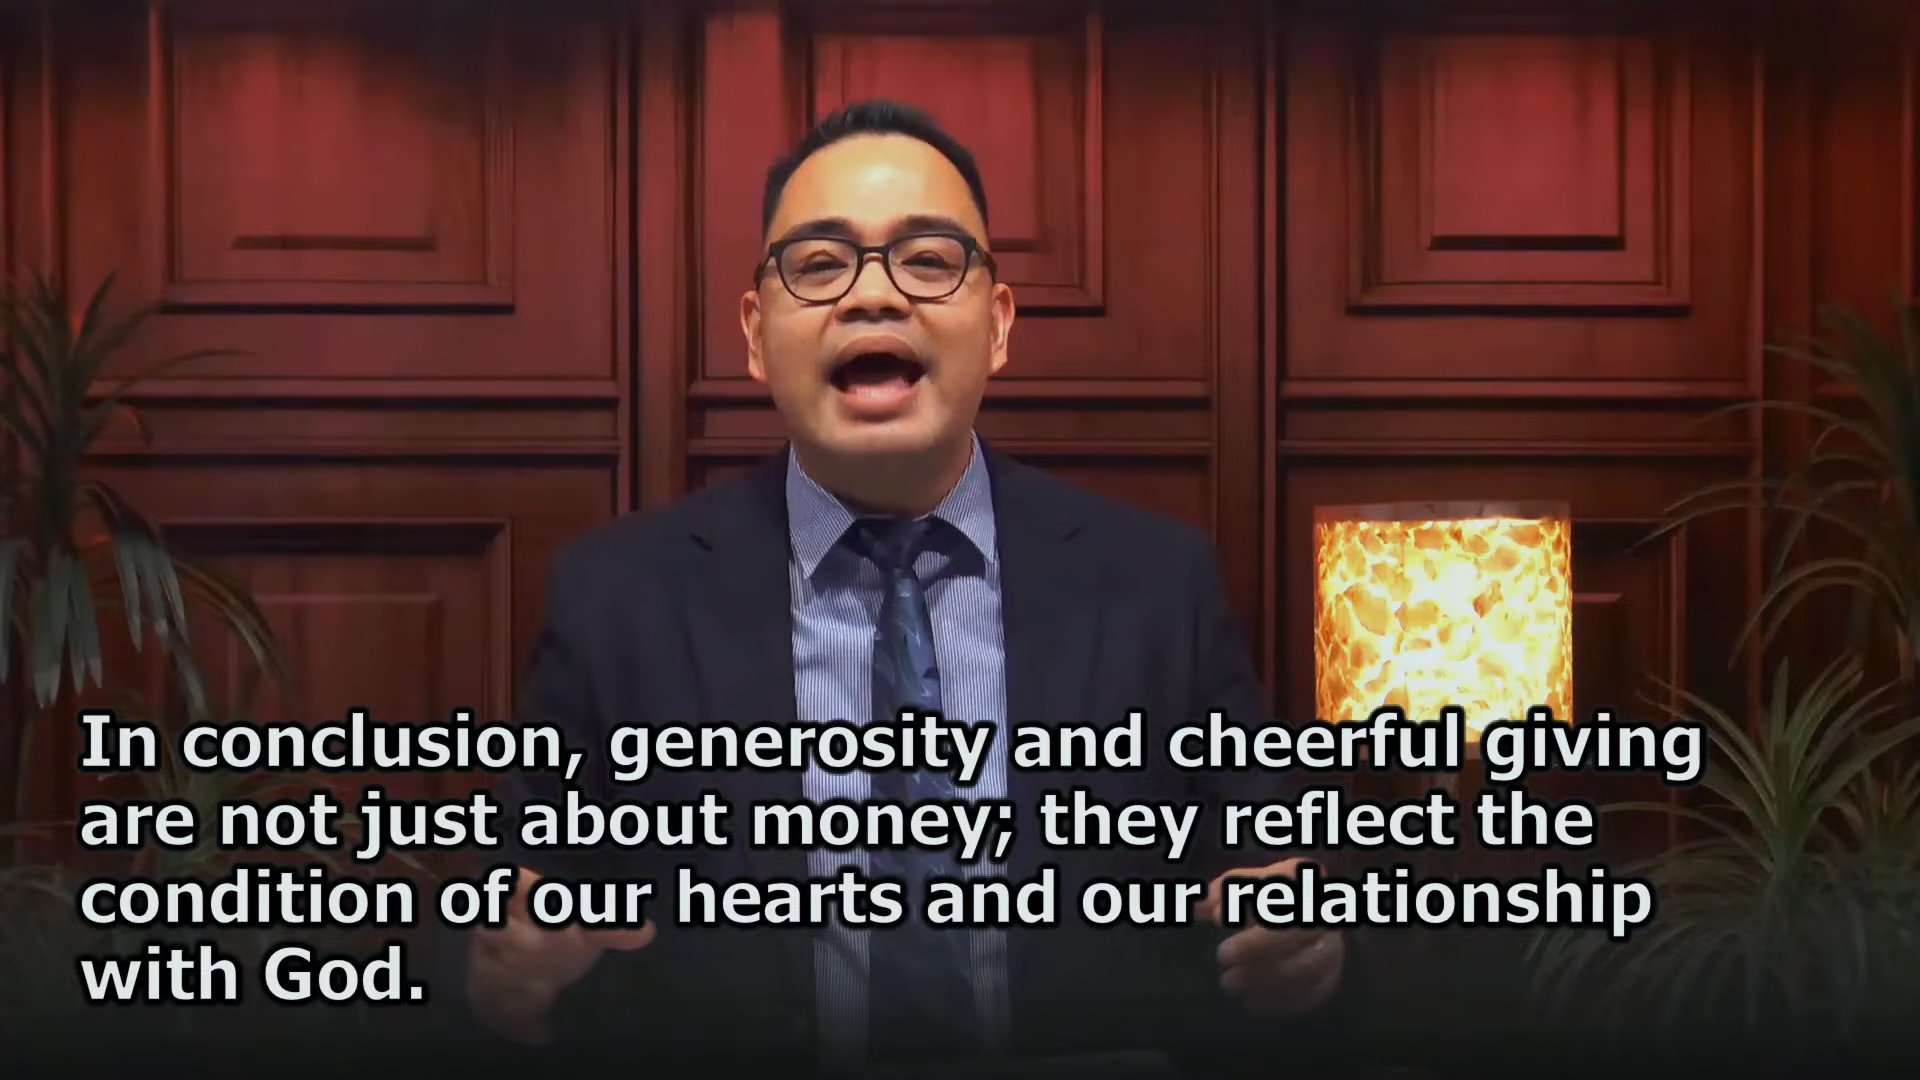 In conclusion, generosity and cheerful giving
are not just about money; they reflect the
condition of our hearts and our relationship
with God.